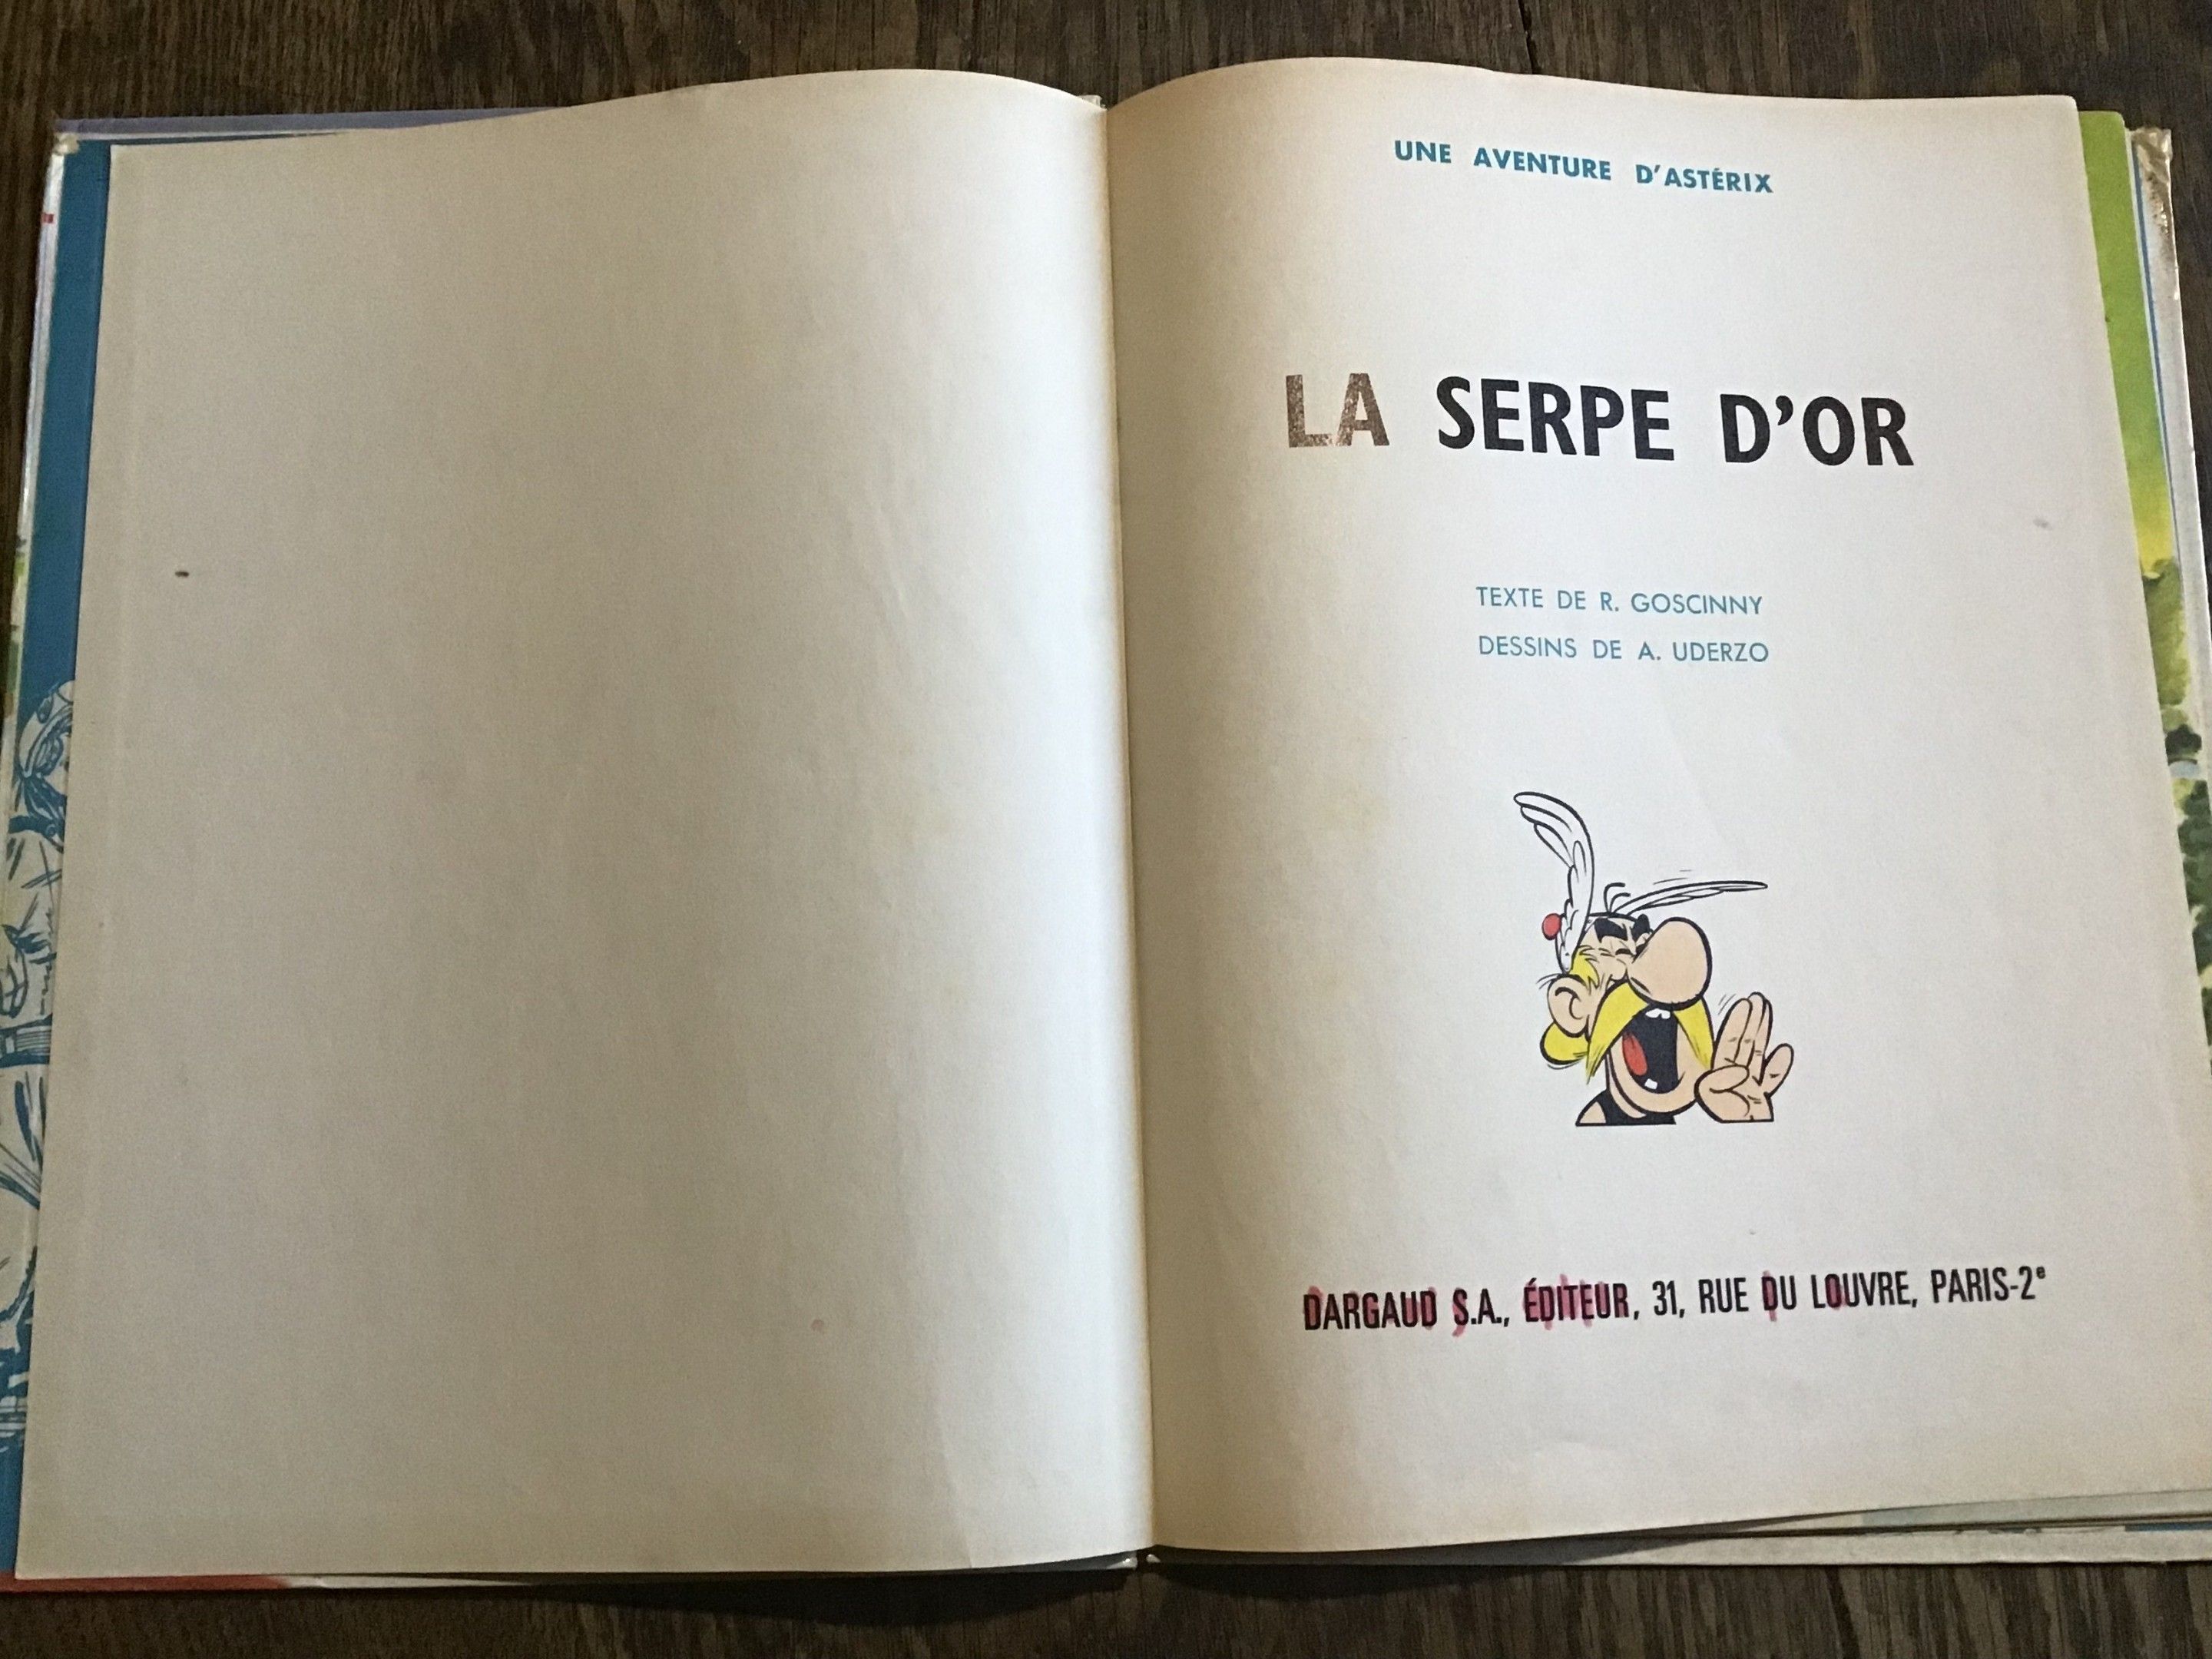 UNE AVENTURE D'ASTÉRIX
LA SERPE D'OR
TEXTE DE R. GOSCINNY
DESSINS DE A. UDERZO
DARGAUD S.A., ÉDITEUR, 31, RUE DU LOUVRE, PARIS-2e